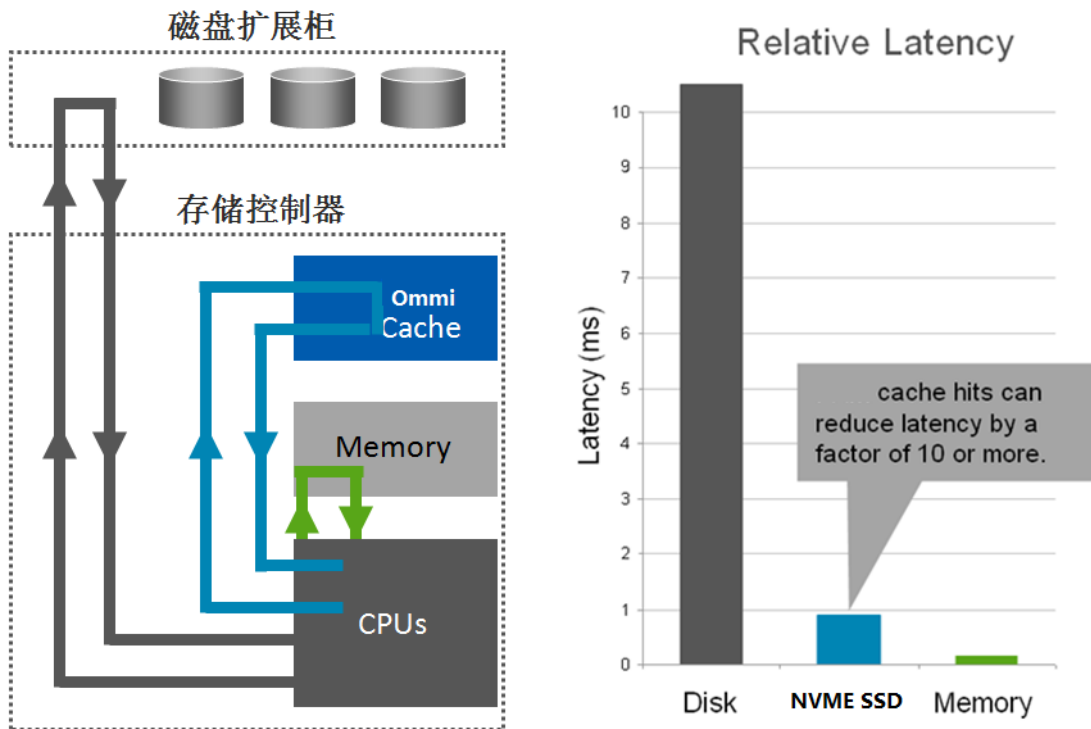 磁盘扩展柜
存储控制器
Ommi
Cache
Memory
CPUs
Relative Latency
Latency (ms)
10
9
8
7
6
5
4
3
2
1
0
cache hits can
reduce latency by a
factor of 10 or more.
Disk
NVME SSD
Memory